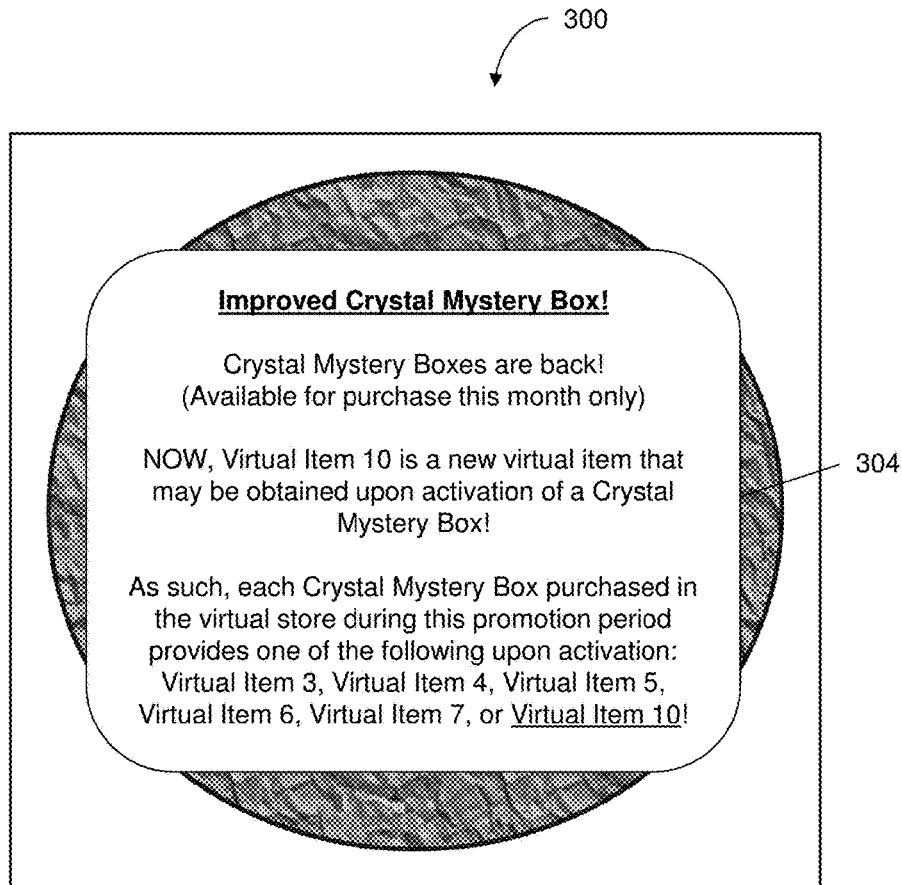 300
Improved Crystal Mystery Box!
Crystal Mystery Boxes are back!
(Available for purchase this month only)
NOW, Virtual Item 10 is a new virtual item that
may be obtained upon activation of a Crystal
Mystery Box!
304
As such, each Crystal Mystery Box purchased in
the virtual store during this promotion period
provides one of the following upon activation:
Virtual Item 3, Virtual Item 4, Virtual Item 5,
Virtual Item 6, Virtual Item 7, or Virtual Item 10!